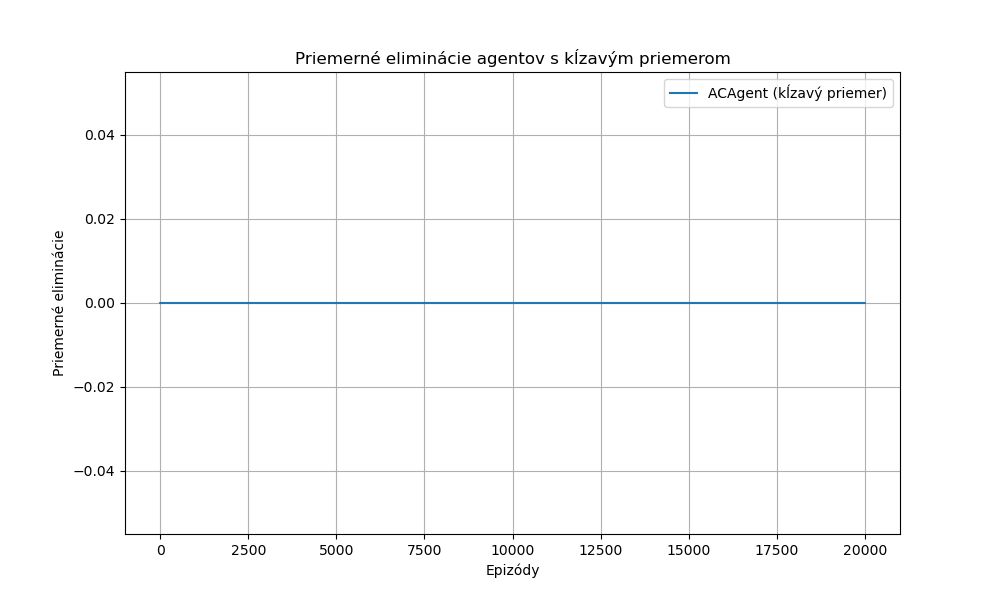 Priemerné eliminácie agentov s kĺzavým priemerom
ACAgent (kĺzavý priemer)
0.04
0.02
0.00
−0.02
−0.04
Priemerné eliminácie
0 2500 5000 7500 10000 12500 15000 17500 20000
Epizódy